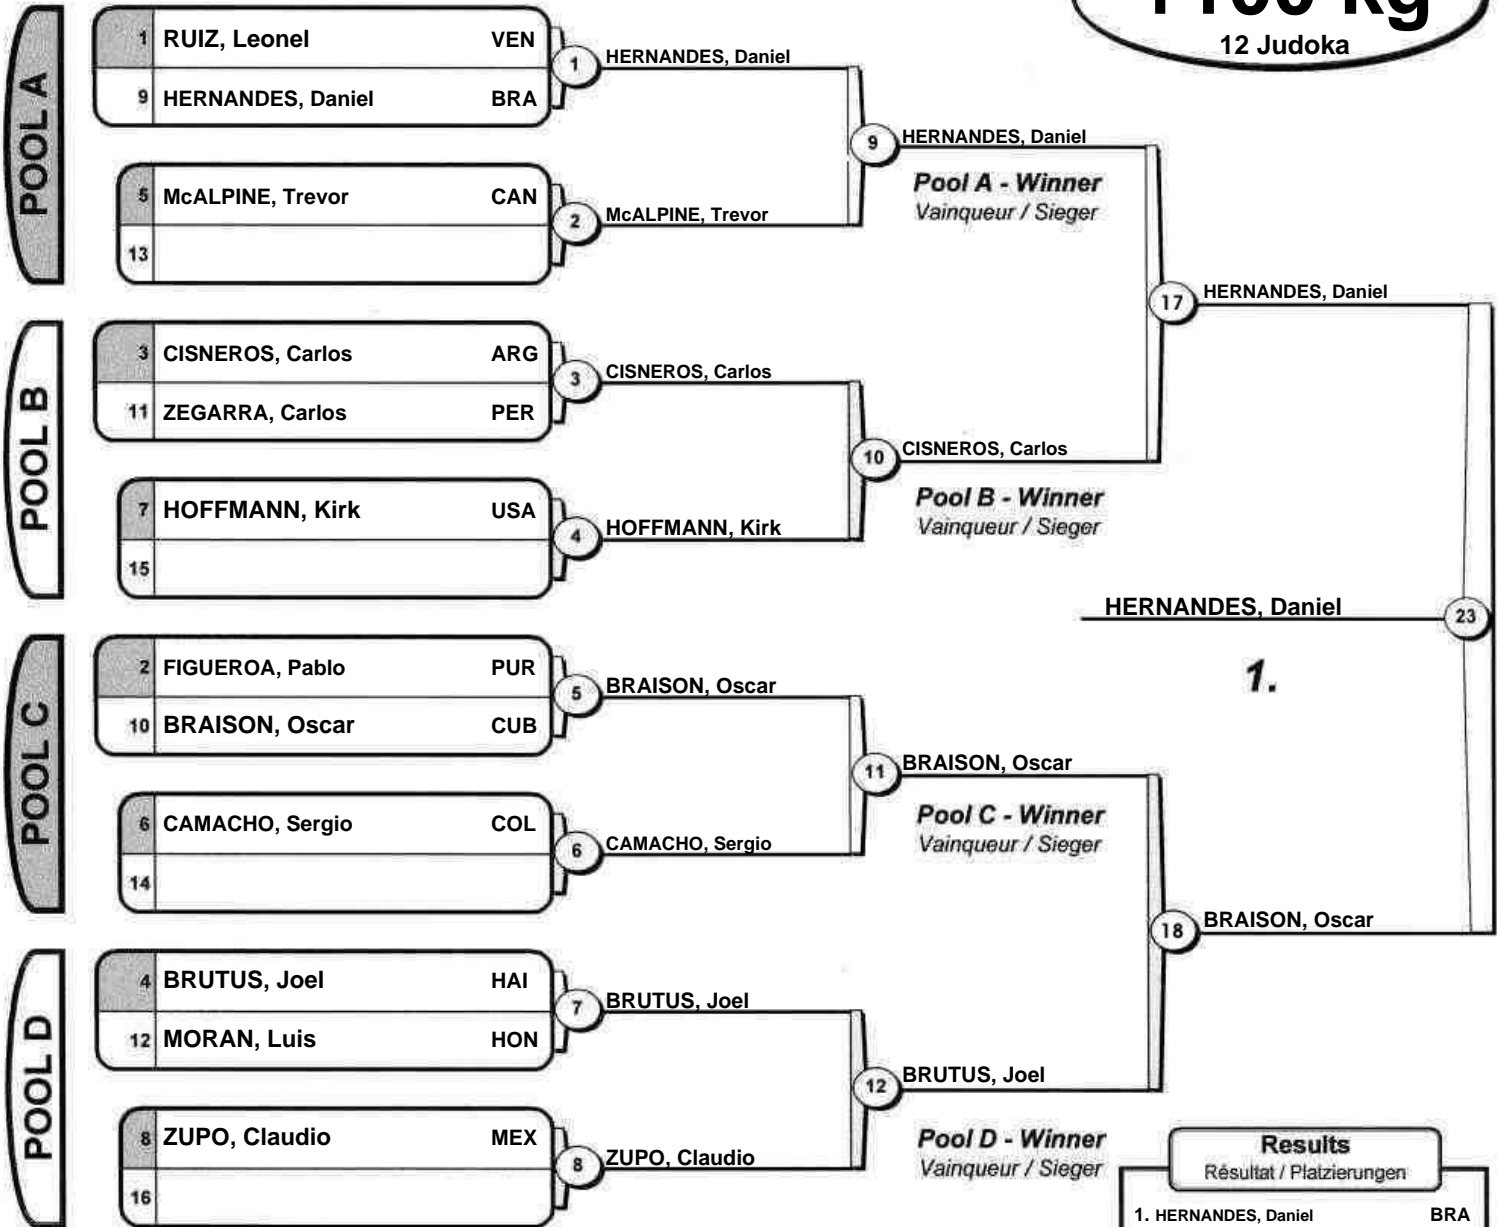 12 Judoka
POOL A
1 RUIZ, Leonel VEN
9 HERNANDES, Daniel BRA
1 HERNANDES, Daniel
5 McALPINE, Trevor CAN
13
2 McALPINE, Trevor
9 HERNANDES, Daniel
Pool A - Winner
Vainqueur / Sieger
POOL B
3 CISNEROS, Carlos ARG
11 ZEGARRA, Carlos PER
3 CISNEROS, Carlos
7 HOFFMANN, Kirk USA
15
4 HOFFMANN, Kirk
10 CISNEROS, Carlos
Pool B - Winner
Vainqueur / Sieger
17 HERNANDES, Daniel
HERNANDES, Daniel 23
1.
POOL C
2 FIGUEROA, Pablo PUR
10 BRAISON, Oscar CUB
5 BRAISON, Oscar
6 CAMACHO, Sergio COL
14
6 CAMACHO, Sergio
11 BRAISON, Oscar
Pool C - Winner
Vainqueur / Sieger
18 BRAISON, Oscar
POOL D
4 BRUTUS, Joel HAI
12 MORAN, Luis HON
7 BRUTUS, Joel
8 ZUPO, Claudio MEX
16
8 ZUPO, Claudio
12 BRUTUS, Joel
Pool D - Winner
Vainqueur / Sieger
Results
Résultat / Platzierungen
1. HERNANDES, Daniel BRA